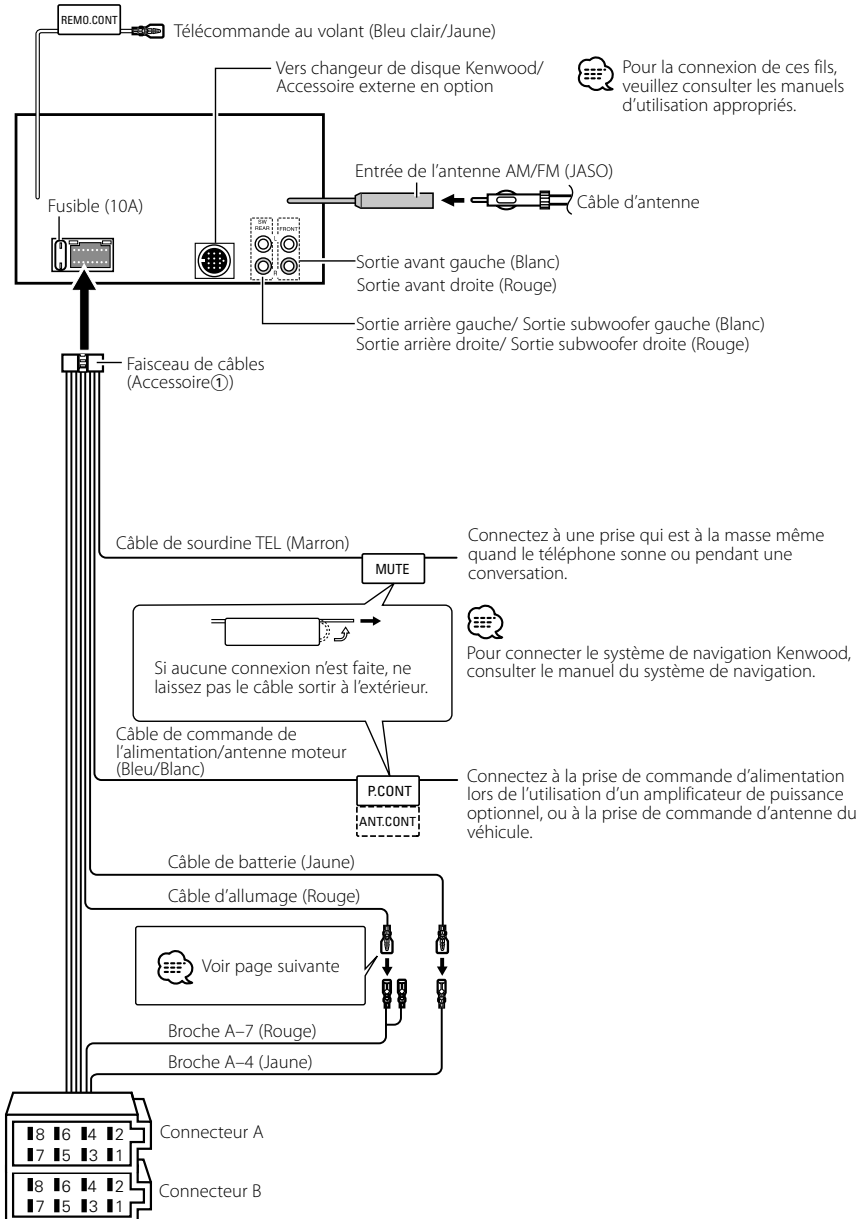 REMO.CONT
Télécommande au volant (Bleu clair/Jaune)
Vers changeur de disque Kenwood/
Accessoire externe en option
Pour la connexion de ces fils,
veuillez consulter les manuels
d'utilisation appropriés.
Entrée de l'antenne AM/FM (JASO)
Câble d'antenne
Fusible (10A)
SW
REAR
FRONT
L
R
Sortie avant gauche (Blanc)
Sortie avant droite (Rouge)
Sortie arrière gauche/ Sortie subwoofer gauche (Blanc)
Sortie arrière droite/ Sortie subwoofer droite (Rouge)
Faisceau de câbles
(Accessoire①)
Câble de sourdine TEL (Marron)
MUTE
Connectez à une prise qui est à la masse même
quand le téléphone sonne ou pendant une
conversation.
Si aucune connexion n'est faite, ne
laissez pas le câble sortir à l'extérieur.
Pour connecter le système de navigation Kenwood,
consulter le manuel du système de navigation.
Câble de commande de
l'alimentation/antenne moteur
(Bleu/Blanc)
P.CONT
ANT.CONT
Connectez à la prise de commande d'alimentation
lors de l'utilisation d'un amplificateur de puissance
optionnel, ou à la prise de commande d'antenne du
véhicule.
Câble de batterie (Jaune)
Câble d'allumage (Rouge)
Voir page suivante
Broche A–7 (Rouge)
Broche A–4 (Jaune)
8 6 4 2
7 5 3 1
Connecteur A
8 6 4 2
7 5 3 1
Connecteur B